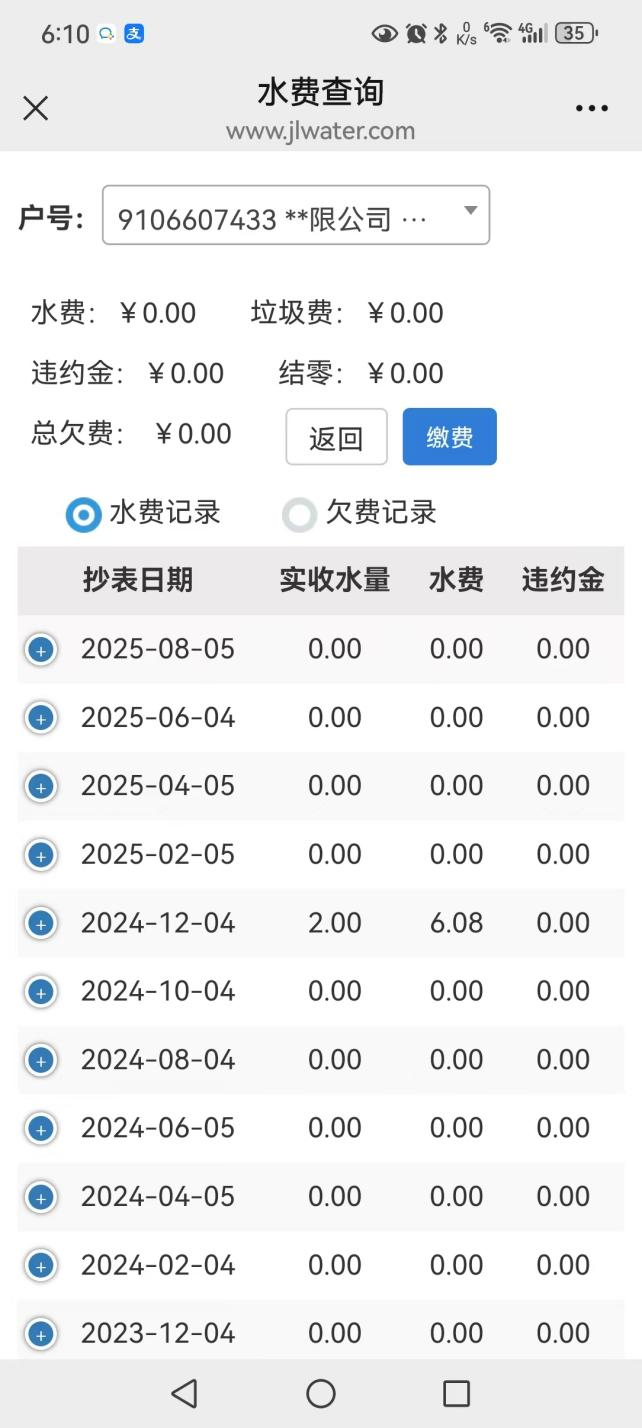 6:10 支 0 K/s 6 4G 35
水费查询
www.jlwater.com
户号: 9106607433 **限公司 ···
水费: ￥0.00 垃圾费: ￥0.00
违约金: ￥0.00 结零: ￥0.00
总欠费: ￥0.00 返回 缴费
水费记录 欠费记录
抄表日期 实收水量 水费 违约金
2025-08-05 0.00 0.00 0.00
2025-06-04 0.00 0.00 0.00
2025-04-05 0.00 0.00 0.00
2025-02-05 0.00 0.00 0.00
2024-12-04 2.00 6.08 0.00
2024-10-04 0.00 0.00 0.00
2024-08-04 0.00 0.00 0.00
2024-06-05 0.00 0.00 0.00
2024-04-05 0.00 0.00 0.00
2024-02-04 0.00 0.00 0.00
2023-12-04 0.00 0.00 0.00